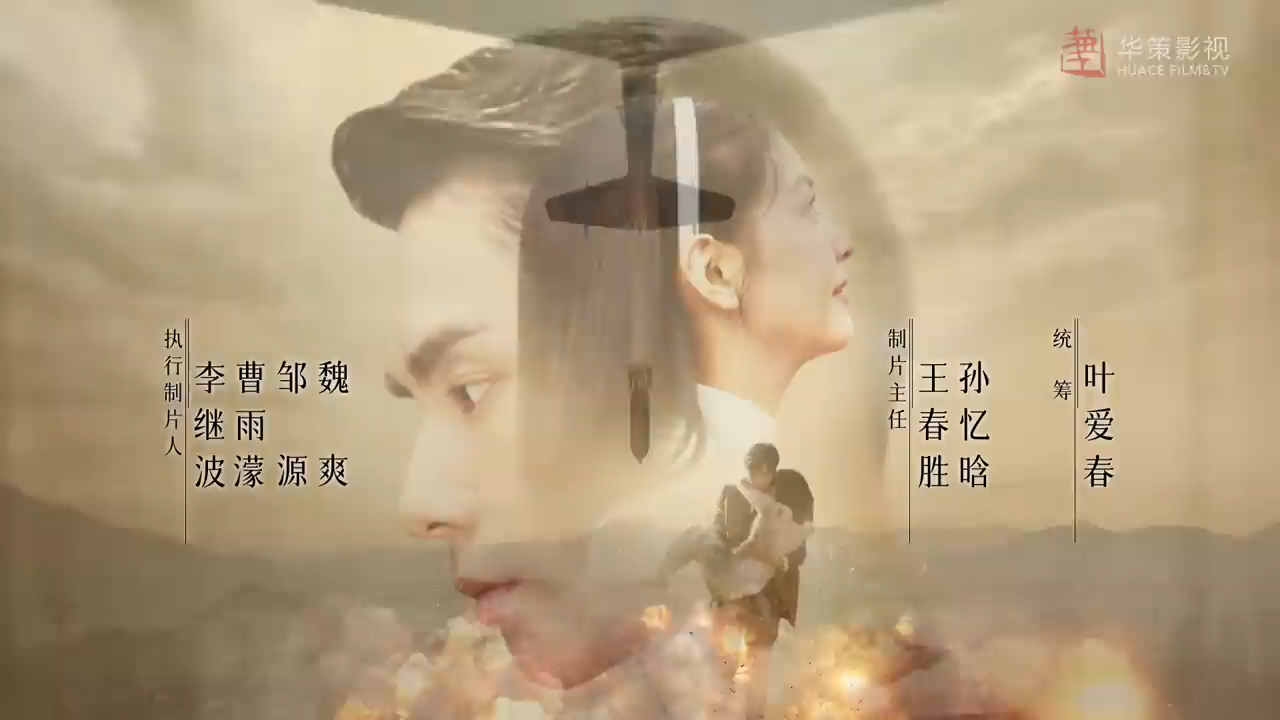 華
华策影视
HUACE FILM&TV
执行制片人
李继波
曹雨濛
邹源
魏爽
制片主任
王春胜
孙忆晗
统筹
叶爱春